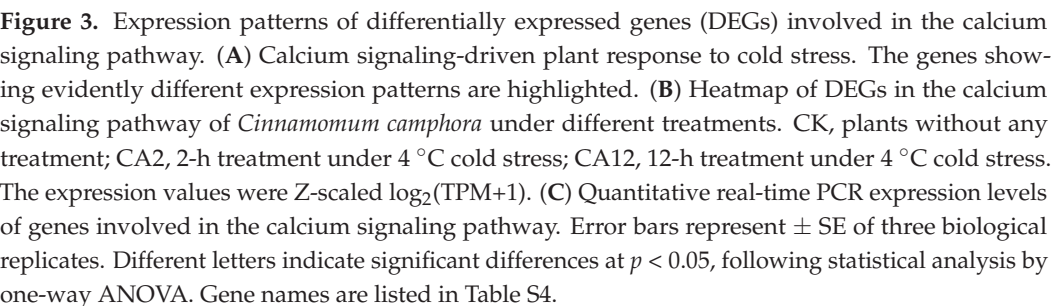 Figure 3. Expression patterns of differentially expressed genes (DEGs) involved in the calcium
signaling pathway. (A) Calcium signaling-driven plant response to cold stress. The genes show-
ing evidently different expression patterns are highlighted. (B) Heatmap of DEGs in the calcium
signaling pathway of Cinnamomum camphora under different treatments. CK, plants without any
treatment; CA2, 2-h treatment under 4 °C cold stress; CA12, 12-h treatment under 4 °C cold stress.
The expression values were Z-scaled log₂(TPM+1). (C) Quantitative real-time PCR expression levels
of genes involved in the calcium signaling pathway. Error bars represent ± SE of three biological
replicates. Different letters indicate significant differences at p < 0.05, following statistical analysis by
one-way ANOVA. Gene names are listed in Table S4.